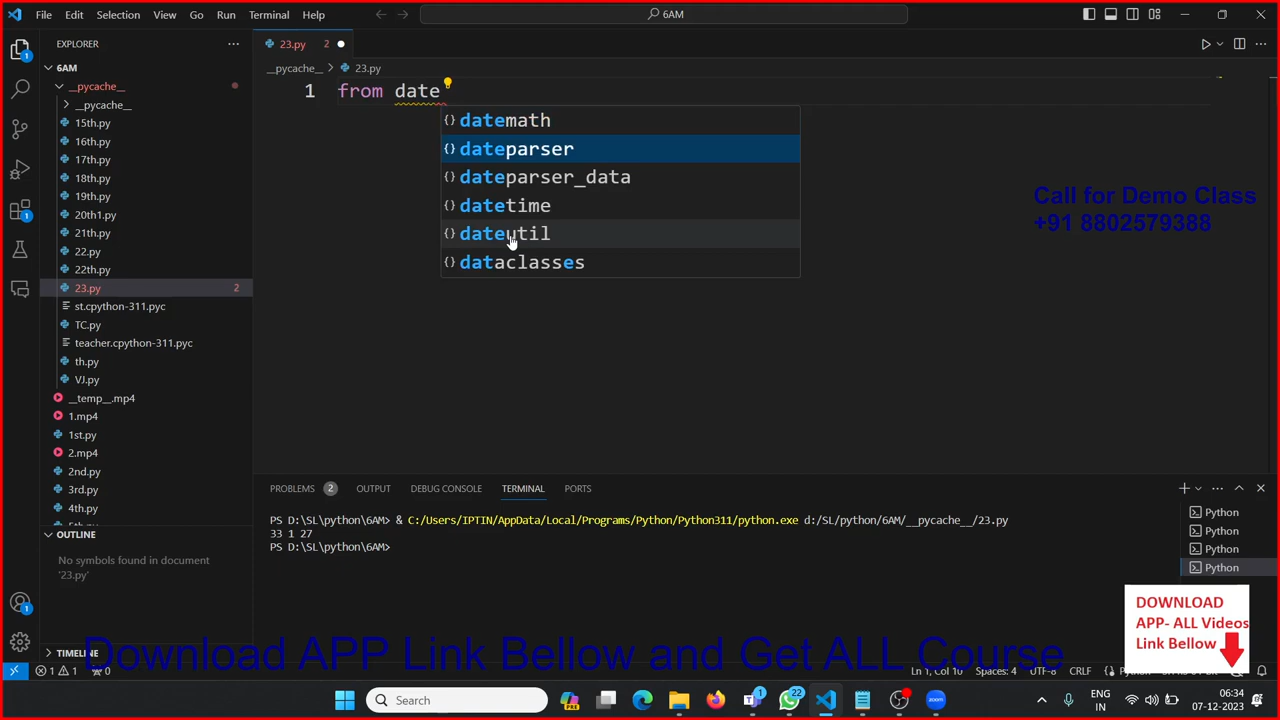 File Edit Selection View Go Run Terminal Help
6AM
EXPLORER
6AM
__pycache__
__pycache__
15th.py
16th.py
17th.py
18th.py
19th.py
20th1.py
21th.py
22.py
22th.py
23.py 2
st.cpython-311.pyc
TC.py
teacher.cpython-311.pyc
th.py
VJ.py
__temp__.mp4
1.mp4
1st.py
2.mp4
2nd.py
3rd.py
4th.py
OUTLINE
No symbols found in document
'23.py'
TIMELINE
23.py 2
__pycache__ > 23.py
1 from date
datemath
dateparser
dateparser_data
datetime
dateutil
dataclasses
Call for Demo Class
+91 8802579388
PROBLEMS 2 OUTPUT DEBUG CONSOLE TERMINAL PORTS
PS D:\SL\python\6AM> & C:/Users/IPTIN/AppData/Local/Programs/Python/Python311/python.exe d:/SL/python/6AM/__pycache__/23.py
33 1 27
PS D:\SL\python\6AM>
Python
Python
Python
Python
DOWNLOAD
APP- ALL Videos
Link Bellow
Download APP Link Bellow and Get ALL Course
1 1 0
Ln 1, Col 10 Spaces: 4 UTF-8 CRLF
Search
PRE
1
22
ENG
IN
06:34
07-12-2023